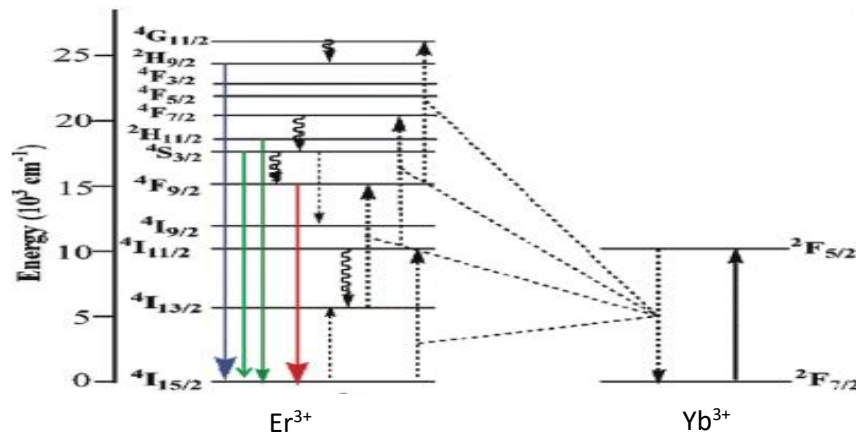 ⁴G₁₁/₂
25
²H₉/₂
⁴F₃/₂
⁴F₅/₂
⁴F₇/₂
20
²H₁₁/₂
⁴S₃/₂
15
⁴F₉/₂
⁴I₉/₂
10
⁴I₁₁/₂
²F₅/₂
5
⁴I₁₃/₂
0
⁴I₁₅/₂
²F₇/₂
Energy (10³ cm⁻¹)
Er³⁺
Yb³⁺